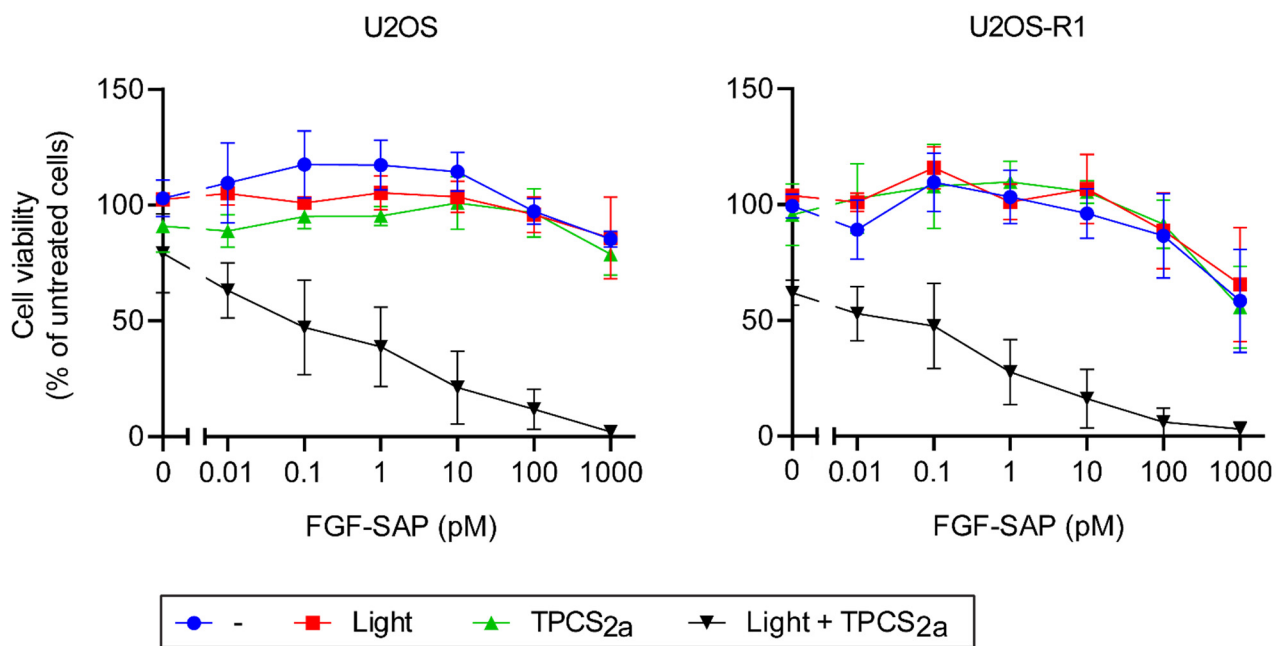 U2OS
U2OS-R1
Cell viability
(% of untreated cells)
150
100
50
0
0 0.01 0.1 1 10 100 1000
FGF-SAP (pM)
150
100
50
0
0 0.01 0.1 1 10 100 1000
FGF-SAP (pM)
- Light TPCS2a Light + TPCS2a